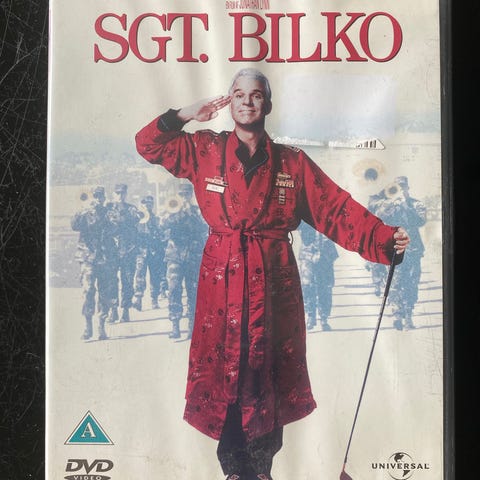 SGT. BILKO
A
DVD
VIDEO
UNIVERSAL